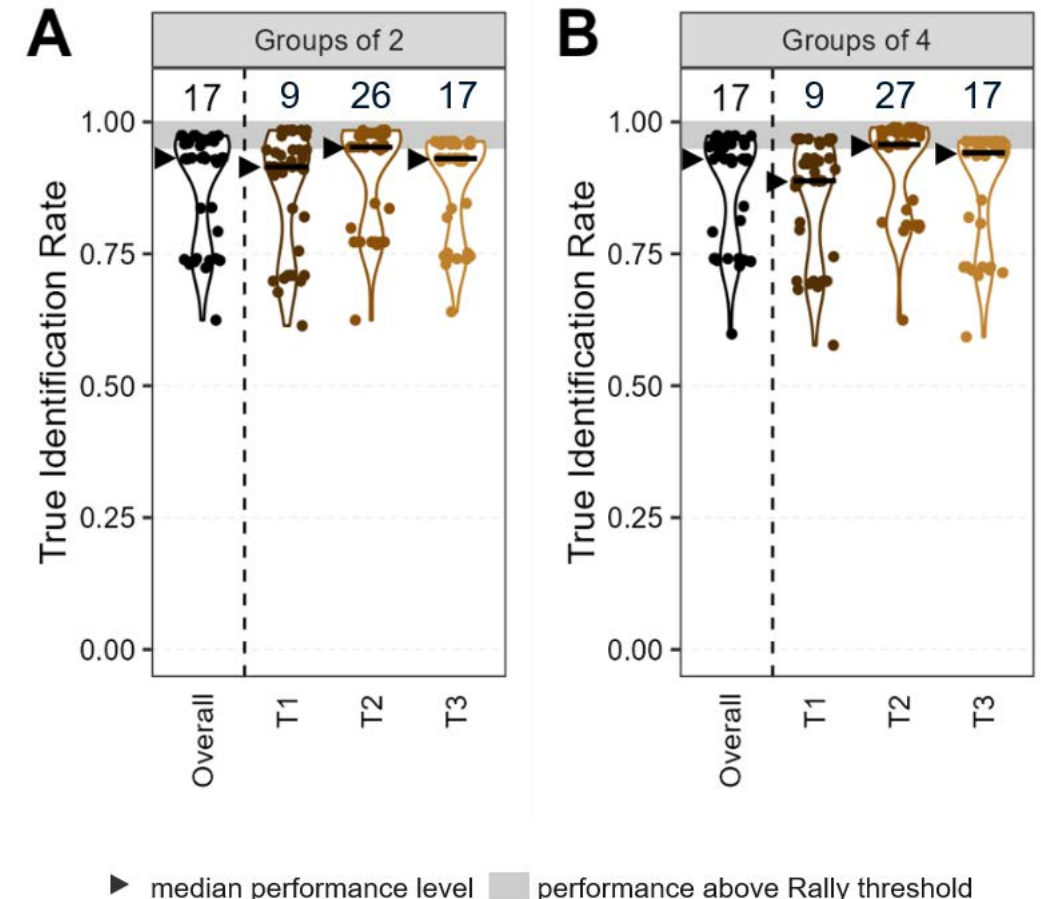 A
Groups of 2
17 9 26 17
1.00
0.75
0.50
0.25
0.00
True Identification Rate
Overall
T1
T2
T3
B
Groups of 4
17 9 27 17
1.00
0.75
0.50
0.25
0.00
True Identification Rate
Overall
T1
T2
T3
median performance level performance above Rally threshold